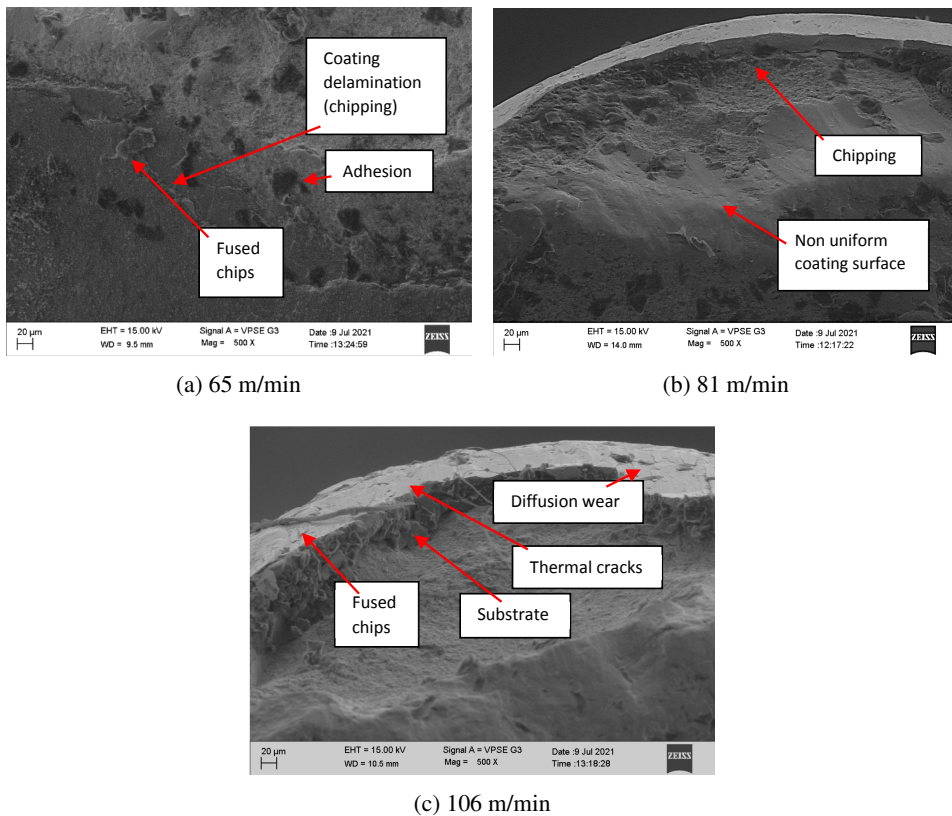 Coating
delamination
(chipping)
Adhesion
Fused
chips
20 µm
EHT = 15.00 kV
WD = 9.5 mm
Signal A = VPSE G3
Mag = 500 X
Date :9 Jul 2021
Time :13:24:59
ZEISS
(a) 65 m/min
Chipping
Non uniform
coating surface
20 µm
EHT = 15.00 kV
WD = 14.0 mm
Signal A = VPSE G3
Mag = 500 X
Date :9 Jul 2021
Time :12:17:22
ZEISS
(b) 81 m/min
Diffusion wear
Thermal cracks
Fused
chips
Substrate
20 µm
EHT = 15.00 kV
WD = 10.5 mm
Signal A = VPSE G3
Mag = 500 X
Date :9 Jul 2021
Time :13:18:28
ZEISS
(c) 106 m/min